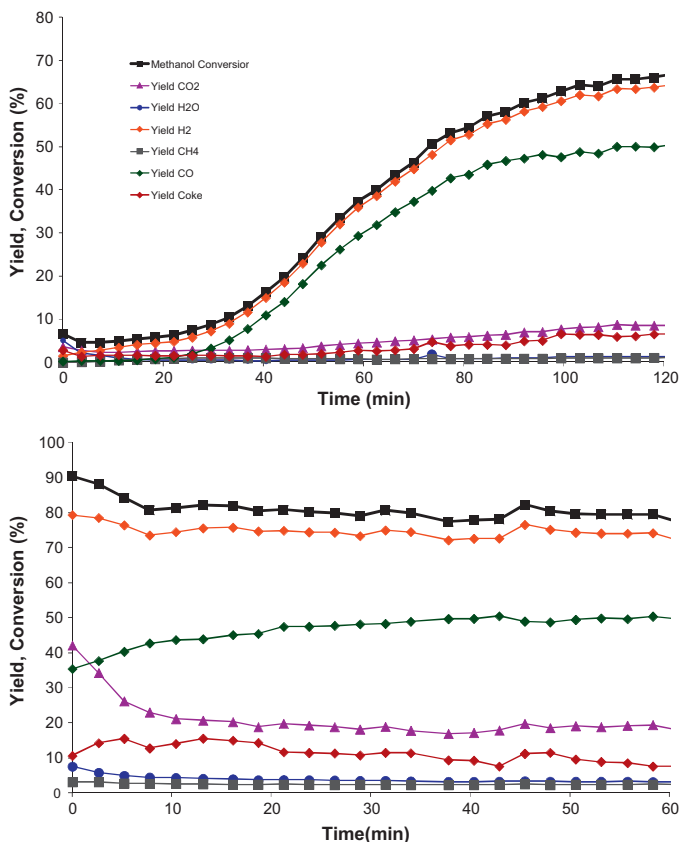 80
70
60
50
40
30
20
10
0
Yield, Conversion (%)
Methanol Conversior
Yield CO2
Yield H2O
Yield H2
Yield CH4
Yield CO
Yield Coke
0 20 40 60 80 100 120
Time (min)
100
90
80
70
60
50
40
30
20
10
0
Yield, Conversion (%)
0 10 20 30 40 50 60
Time(min)